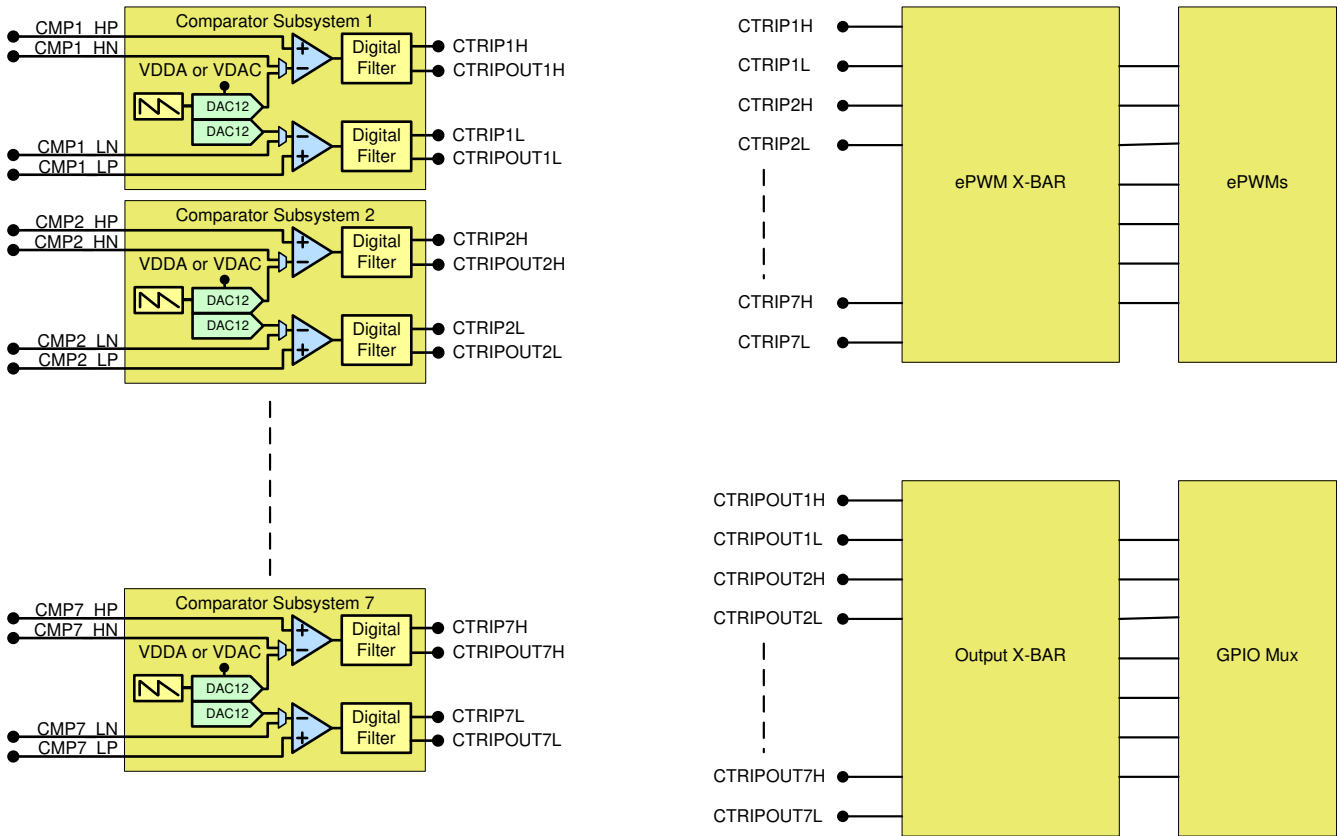 Comparator Subsystem 1
CMP1_HP
CMP1_HN
VDDA or VDAC
DAC12
DAC12
Digital
Filter
CTRIP1H
CTRIPOUT1H
CMP1_LN
CMP1_LP
Digital
Filter
CTRIP1L
CTRIPOUT1L
Comparator Subsystem 2
CMP2_HP
CMP2_HN
VDDA or VDAC
DAC12
DAC12
Digital
Filter
CTRIP2H
CTRIPOUT2H
CMP2_LN
CMP2_LP
Digital
Filter
CTRIP2L
CTRIPOUT2L
Comparator Subsystem 7
CMP7_HP
CMP7_HN
VDDA or VDAC
DAC12
DAC12
Digital
Filter
CTRIP7H
CTRIPOUT7H
CMP7_LN
CMP7_LP
Digital
Filter
CTRIP7L
CTRIPOUT7L
CTRIP1H
CTRIP1L
CTRIP2H
CTRIP2L
CTRIP7H
CTRIP7L
ePWM X-BAR
ePWMs
CTRIPOUT1H
CTRIPOUT1L
CTRIPOUT2H
CTRIPOUT2L
CTRIPOUT7H
CTRIPOUT7L
Output X-BAR
GPIO Mux